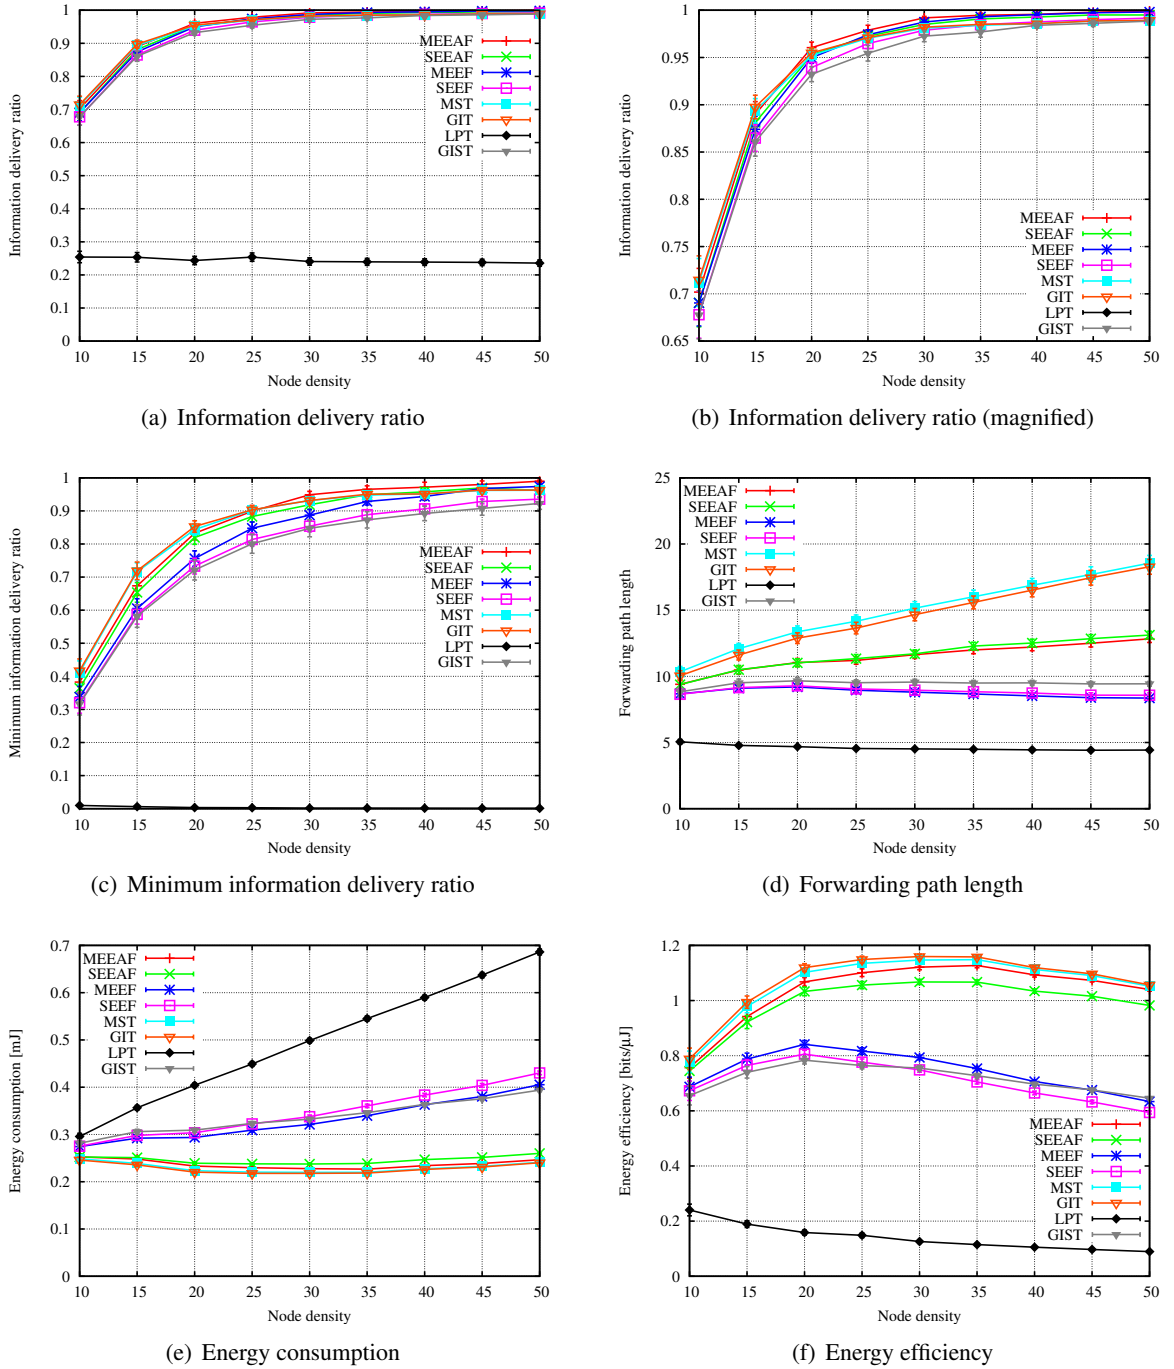 1
0.9
0.8
0.7
0.6
0.5
0.4
0.3
0.2
0.1
0
Information delivery ratio
MEEAF
SEEAF
MEEF
SEEF
MST
GIT
LPT
GIST
10 15 20 25 30 35 40 45 50
Node density
(a) Information delivery ratio
1
0.95
0.9
0.85
0.8
0.75
0.7
0.65
Information delivery ratio
MEEAF
SEEAF
MEEF
SEEF
MST
GIT
LPT
GIST
10 15 20 25 30 35 40 45 50
Node density
(b) Information delivery ratio (magnified)
1
0.9
0.8
0.7
0.6
0.5
0.4
0.3
0.2
0.1
0
Minimum information delivery ratio
MEEAF
SEEAF
MEEF
SEEF
MST
GIT
LPT
GIST
10 15 20 25 30 35 40 45 50
Node density
(c) Minimum information delivery ratio
25
20
15
10
5
0
Forwarding path length
MEEAF
SEEAF
MEEF
SEEF
MST
GIT
LPT
GIST
10 15 20 25 30 35 40 45 50
Node density
(d) Forwarding path length
0.7
0.6
0.5
0.4
0.3
0.2
0.1
0
Energy consumption [mJ]
MEEAF
SEEAF
MEEF
SEEF
MST
GIT
LPT
GIST
10 15 20 25 30 35 40 45 50
Node density
(e) Energy consumption
1.2
1
0.8
0.6
0.4
0.2
0
Energy efficiency [bits/μJ]
MEEAF
SEEAF
MEEF
SEEF
MST
GIT
LPT
GIST
10 15 20 25 30 35 40 45 50
Node density
(f) Energy efficiency